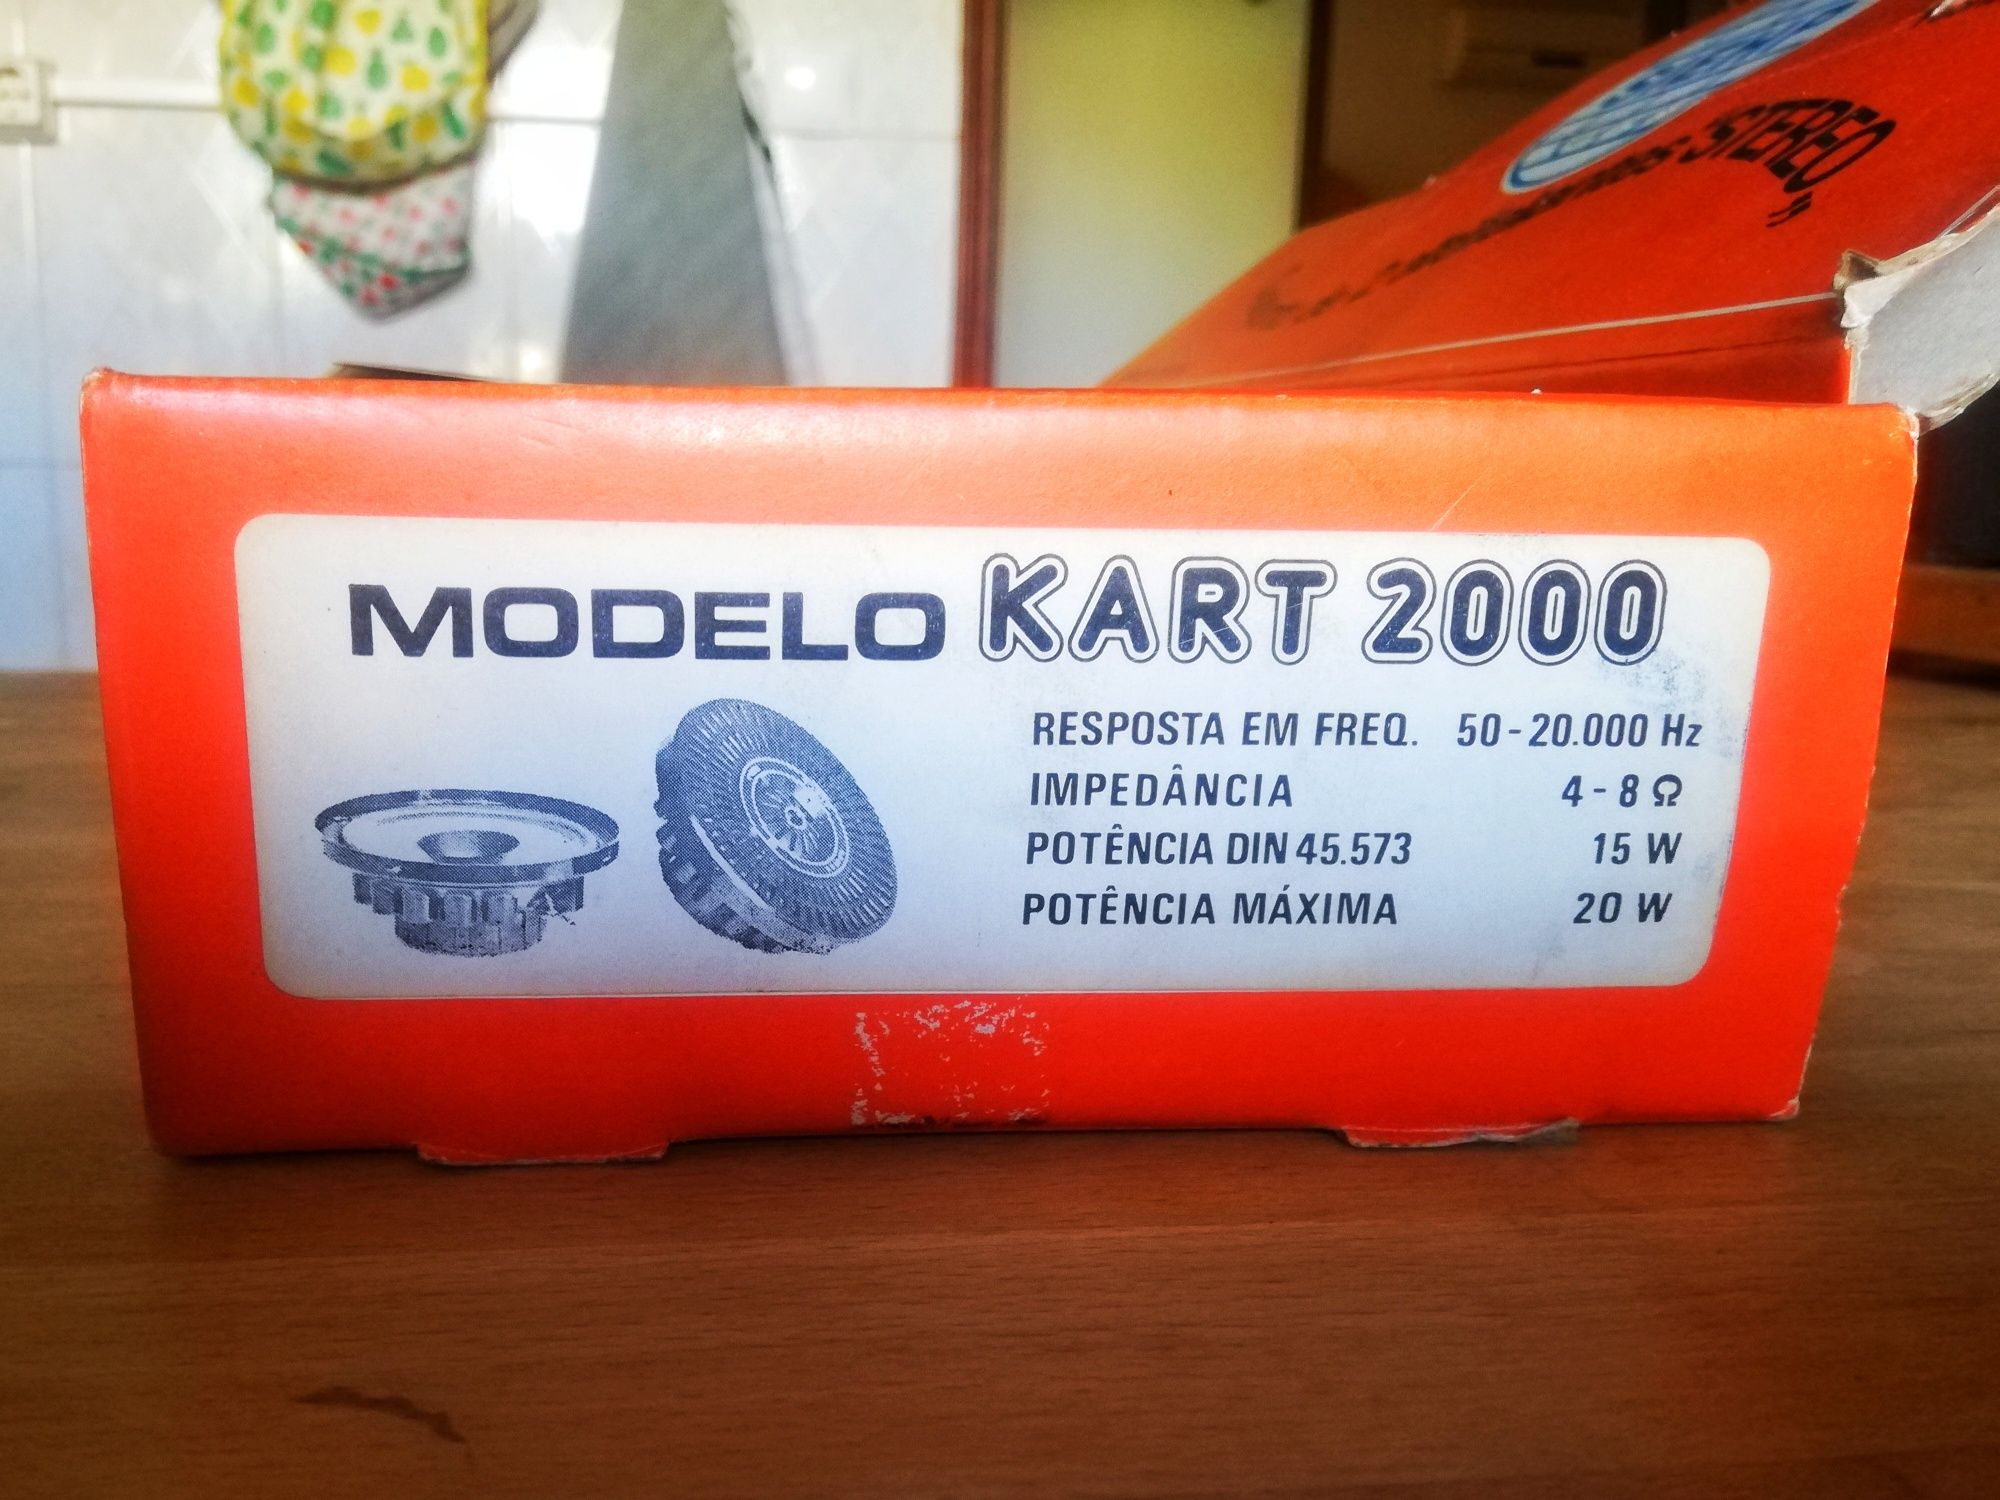 STEREO"
MODELO KART 2000
RESPOSTA EM FREQ. 50-20.000 Hz
IMPEDÂNCIA 4-8 Ω
POTÊNCIA DIN 45.573 15 W
POTÊNCIA MÁXIMA 20 W